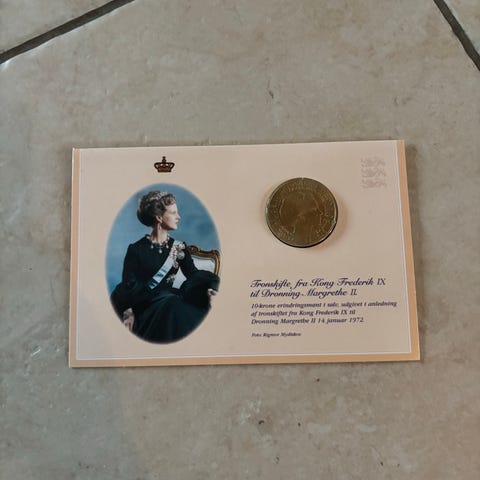 Tronskifte fra Kong Frederik IX
til Dronning Margrethe II.
10-krone erindringsmønt i sølv, udgivet i anledning
af tronskiftet fra Kong Frederik IX til
Dronning Margrethe II 14. januar 1972.
Foto: Rigmor Mydtskov